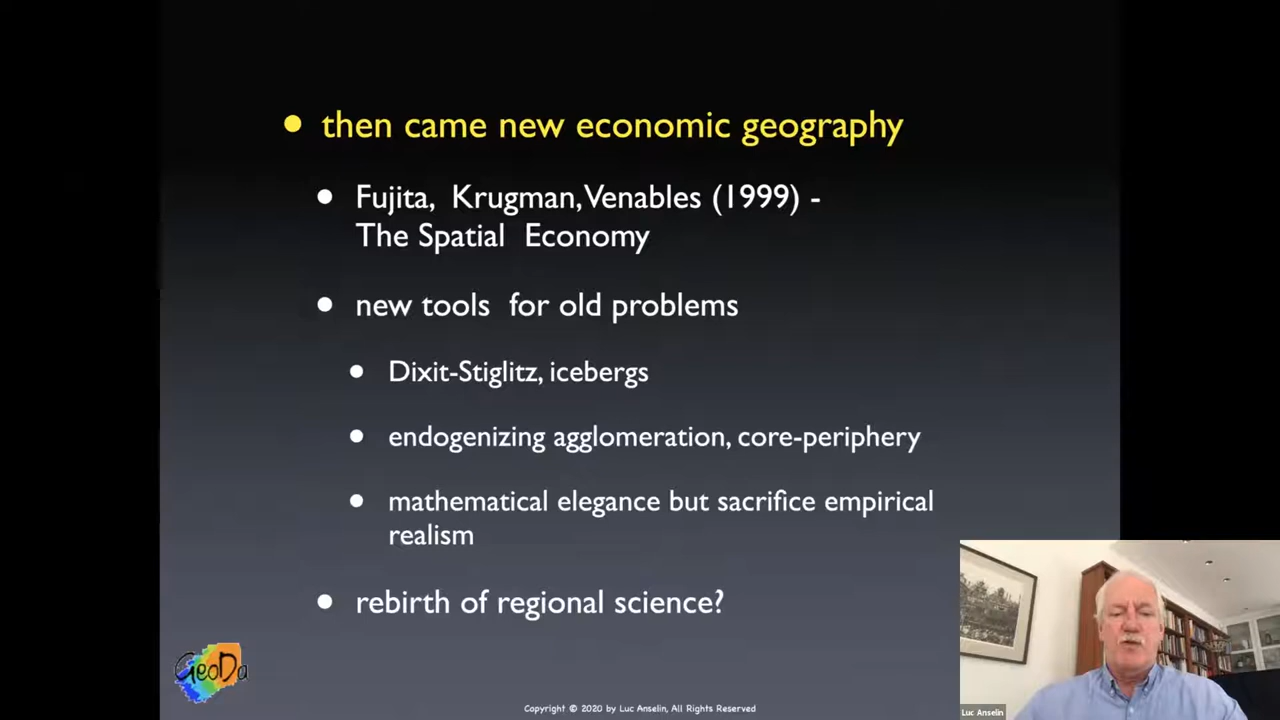 then came new economic geography
Fujita, Krugman, Venables (1999) -
The Spatial Economy
new tools for old problems
Dixit-Stiglitz, icebergs
endogenizing agglomeration, core-periphery
mathematical elegance but sacrifice empirical
realism
rebirth of regional science?
GeoDa
Copyright © 2020 by Luc Anselin, All Rights Reserved
Luc Anselin